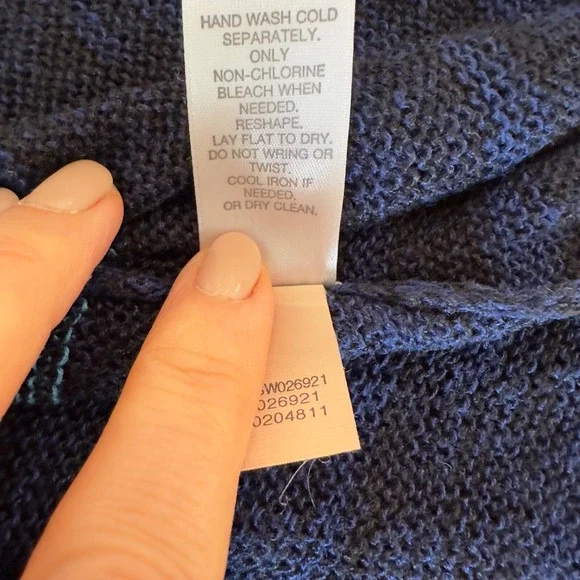 HAND WASH COLD
SEPARATELY.
ONLY
NON-CHLORINE
BLEACH WHEN
NEEDED.
RESHAPE.
LAY FLAT TO DRY.
DO NOT WRING OR
TWIST.
COOL IRON IF
NEEDED.
OR DRY CLEAN.
SW026921
026921
0204811